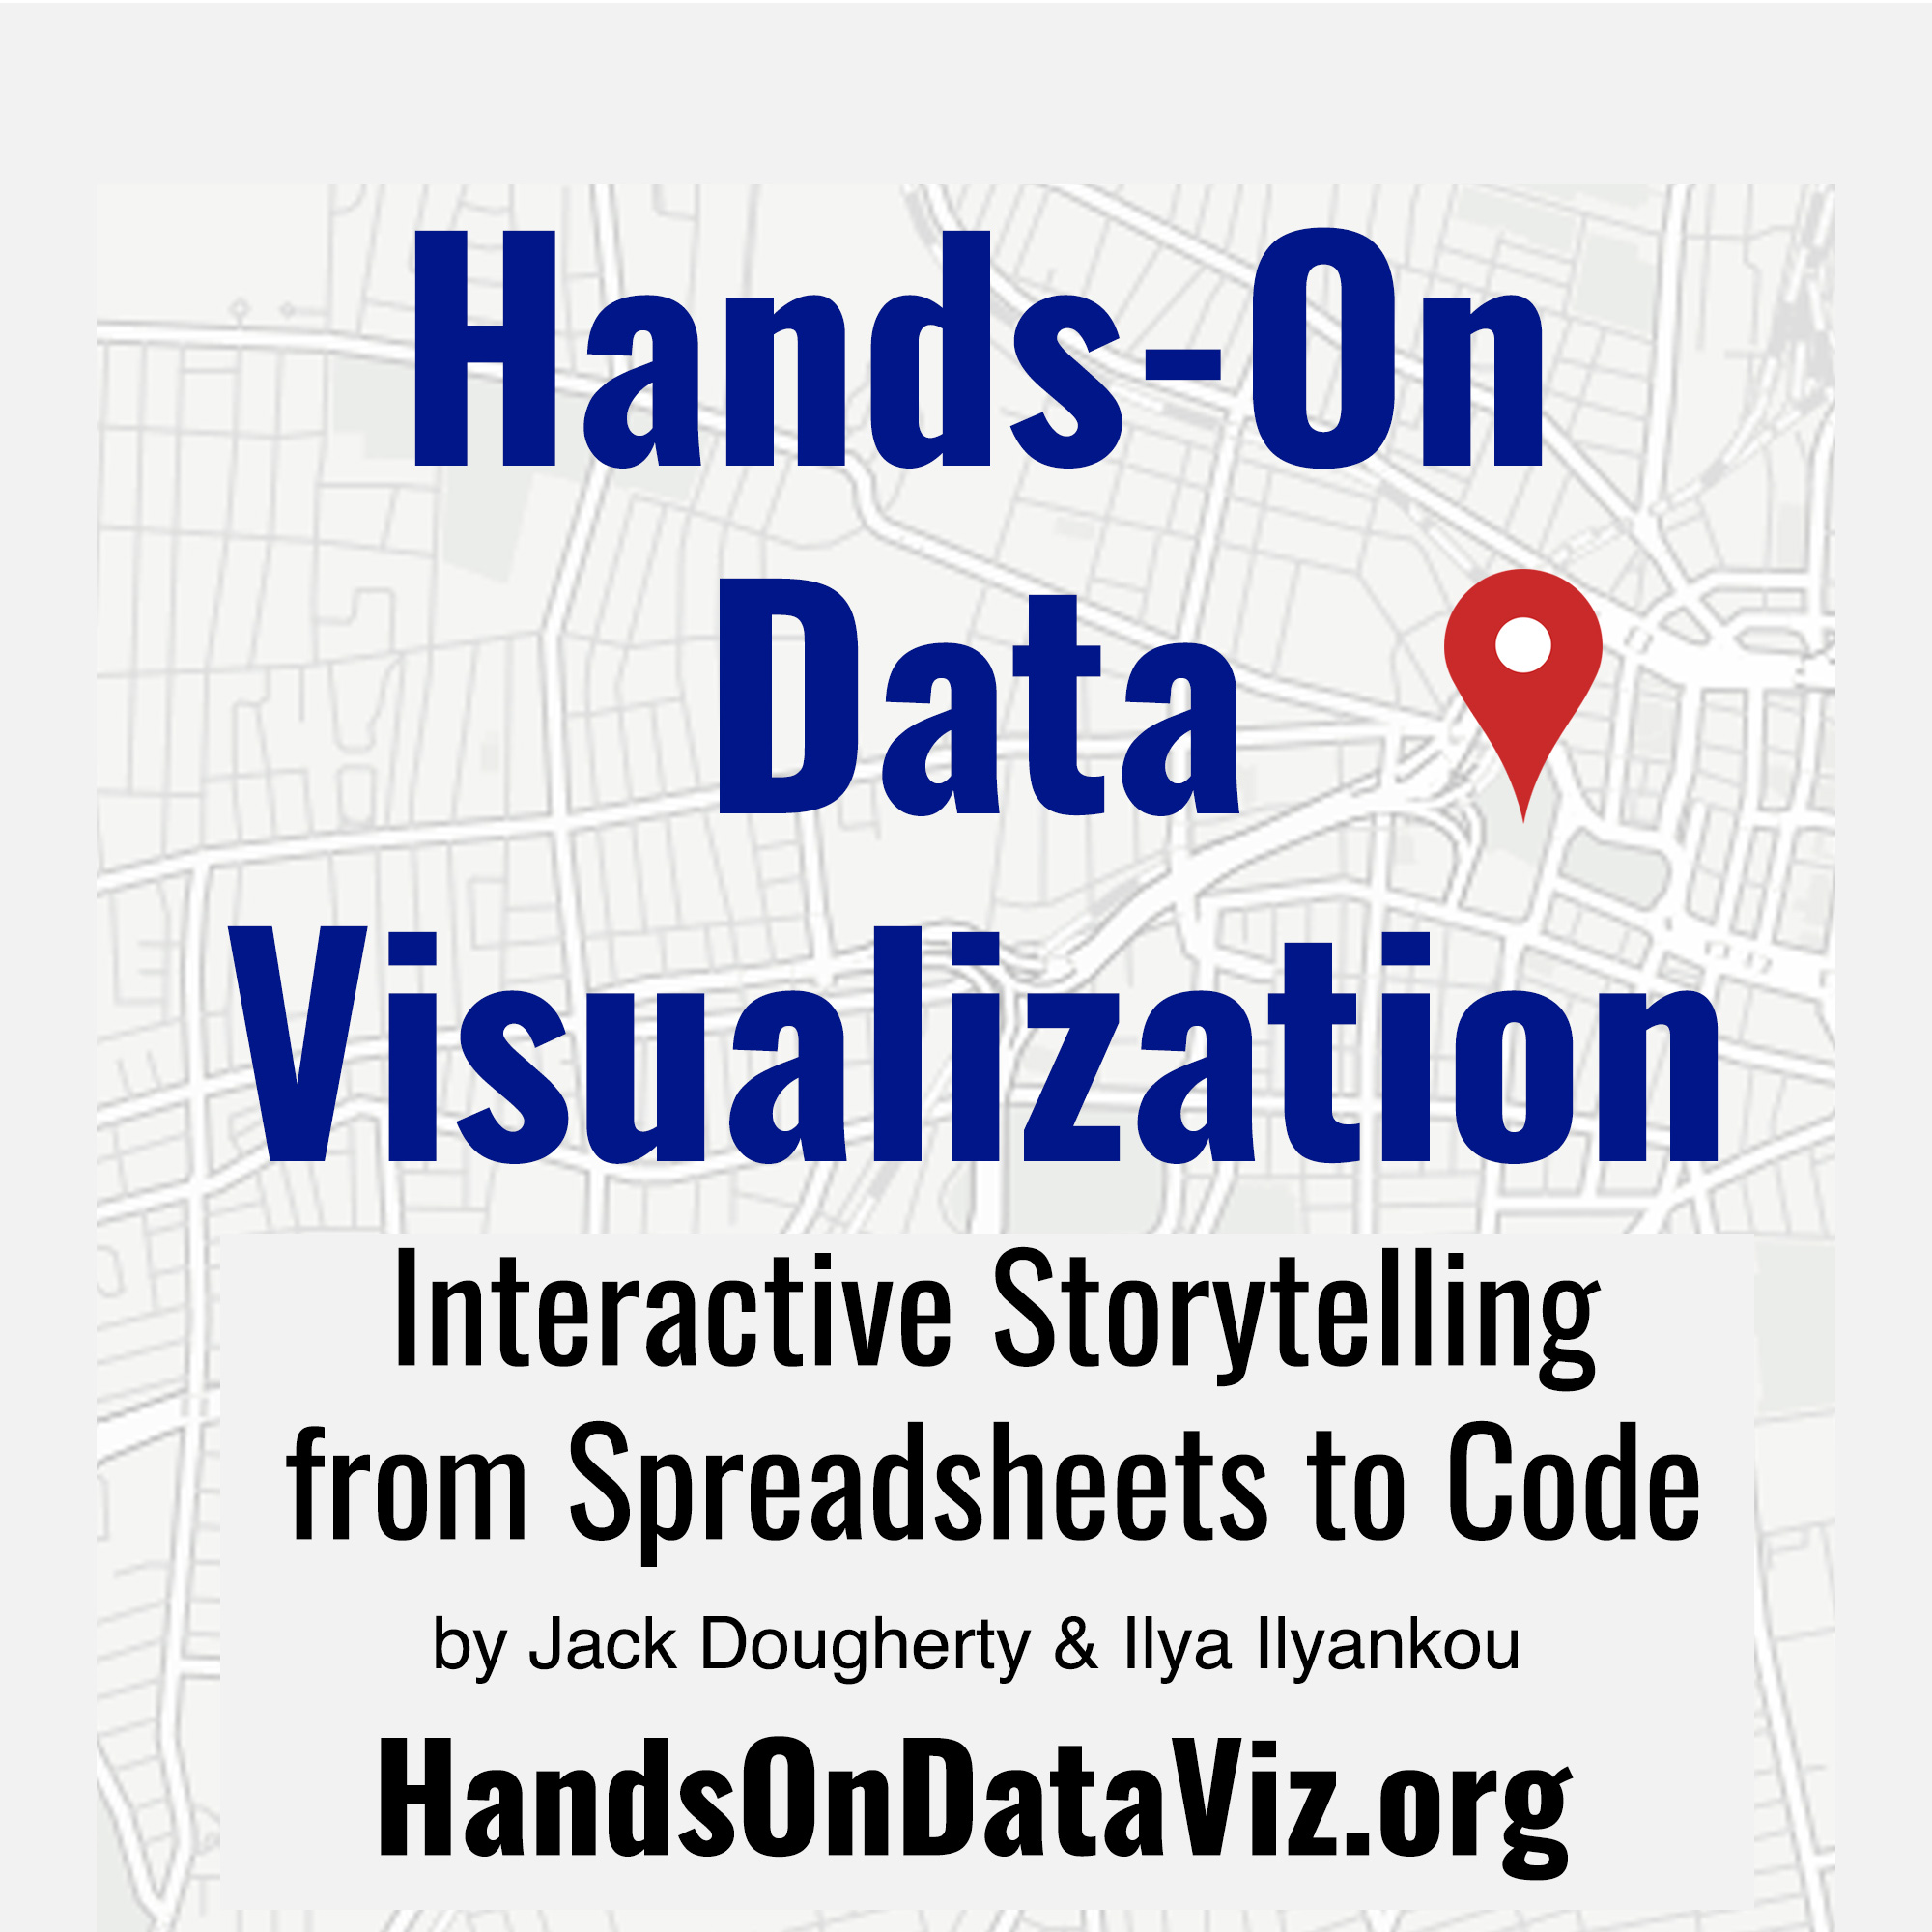 Hands-On
Data
Visualization
Interactive Storytelling
from Spreadsheets to Code
by Jack Dougherty & Ilya Ilyankou
HandsOnDataViz.org